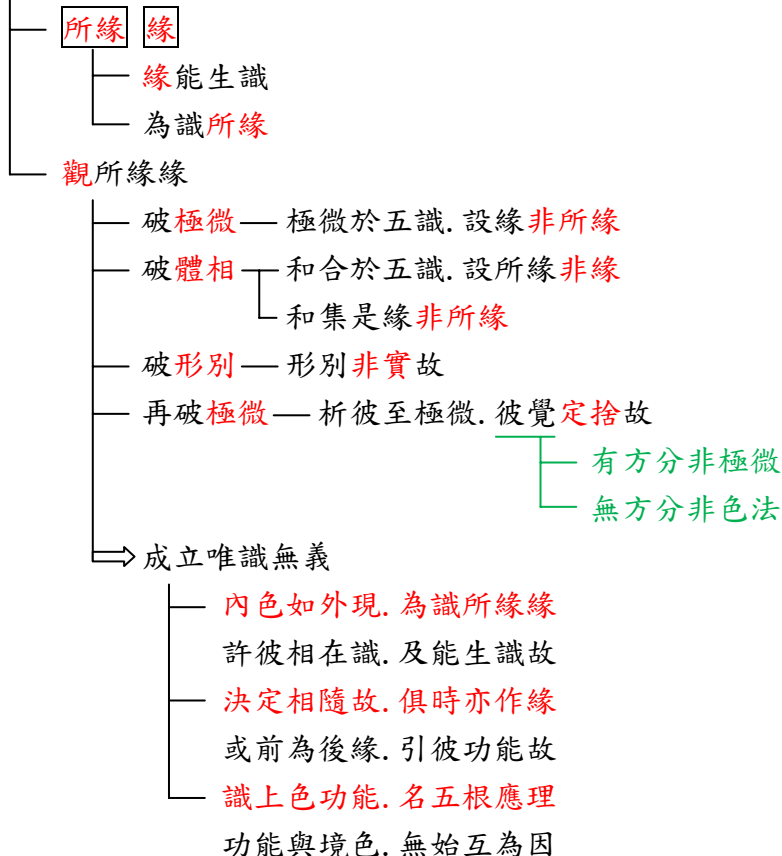 所緣 緣
緣能生識
為識所緣
觀所緣緣
破極微 — 極微於五識. 設緣非所緣
破體相 和合於五識. 設所緣非緣
和集是緣非所緣
破形別 — 形別非實故
再破極微 — 析彼至極微. 彼覺定捨故
有方分非極微
無方分非色法
成立唯識無義
內色如外現. 為識所緣緣
許彼相在識. 及能生識故
決定相隨故. 俱時亦作緣
或前為後緣. 引彼功能故
識上色功能. 名五根應理
功能與境色. 無始互為因